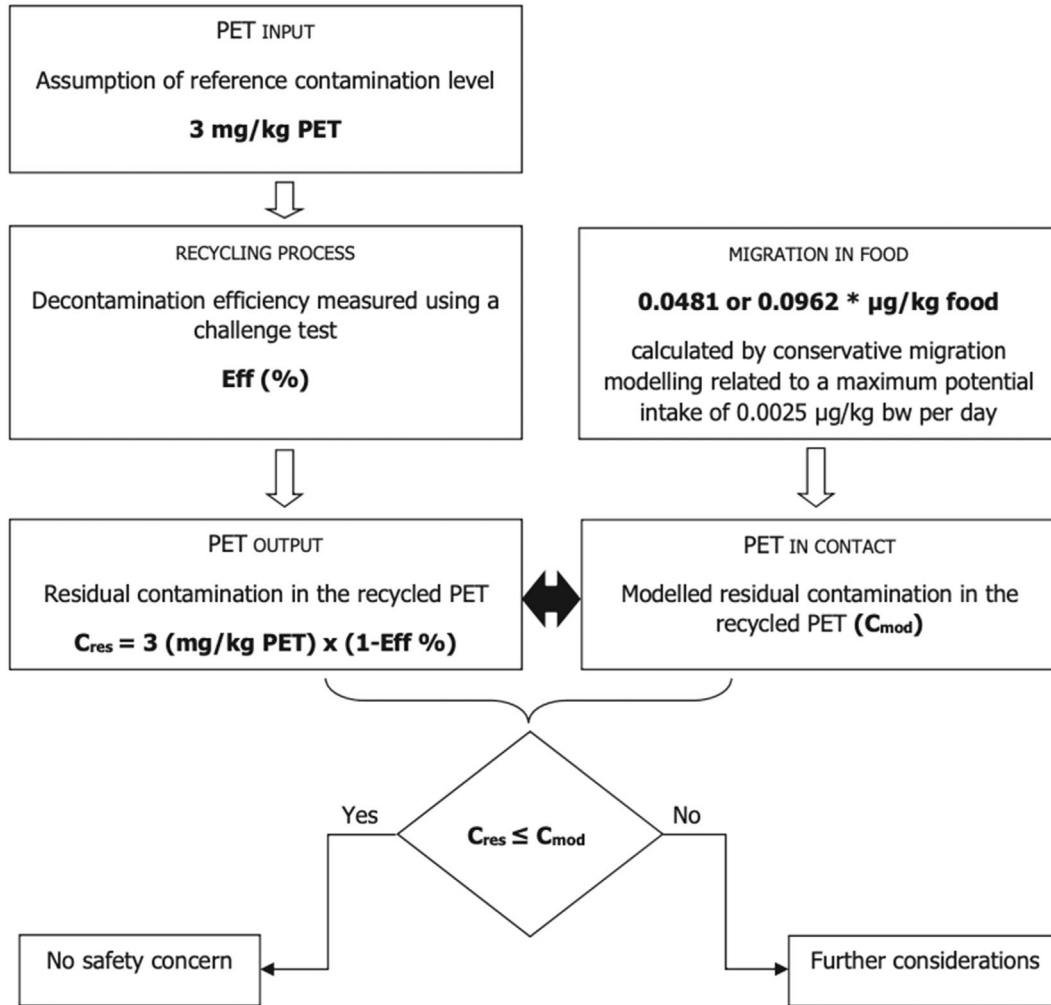 PET INPUT
Assumption of reference contamination level
3 mg/kg PET
RECYCLING PROCESS
Decontamination efficiency measured using a
challenge test
Eff (%)
MIGRATION IN FOOD
0.0481 or 0.0962 * µg/kg food
calculated by conservative migration
modelling related to a maximum potential
intake of 0.0025 µg/kg bw per day
PET OUTPUT
Residual contamination in the recycled PET
Cres = 3 (mg/kg PET) x (1-Eff %)
PET IN CONTACT
Modelled residual contamination in the
recycled PET (Cmod)
Yes
Cres ≤ Cmod
No
No safety concern
Further considerations